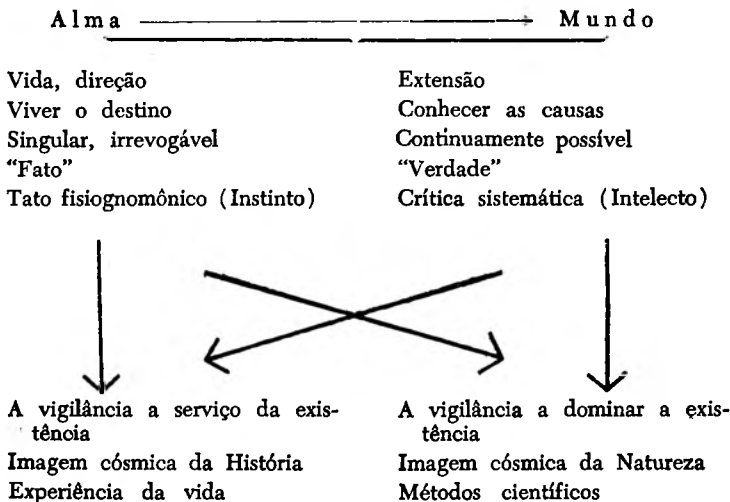 Alma Mundo
Vida, direção
Viver o destino
Singular, irrevogável
“Fato”
Tato fisiognomônico (Instinto)
Extensão
Conhecer as causas
Continuamente possível
“Verdade”
Crítica sistemática (Intelecto)
A vigilância a serviço da exis-
tência
Imagem cósmica da História
Experiência da vida
A vigilância a dominar a exis-
tência
Imagem cósmica da Natureza
Métodos científicos